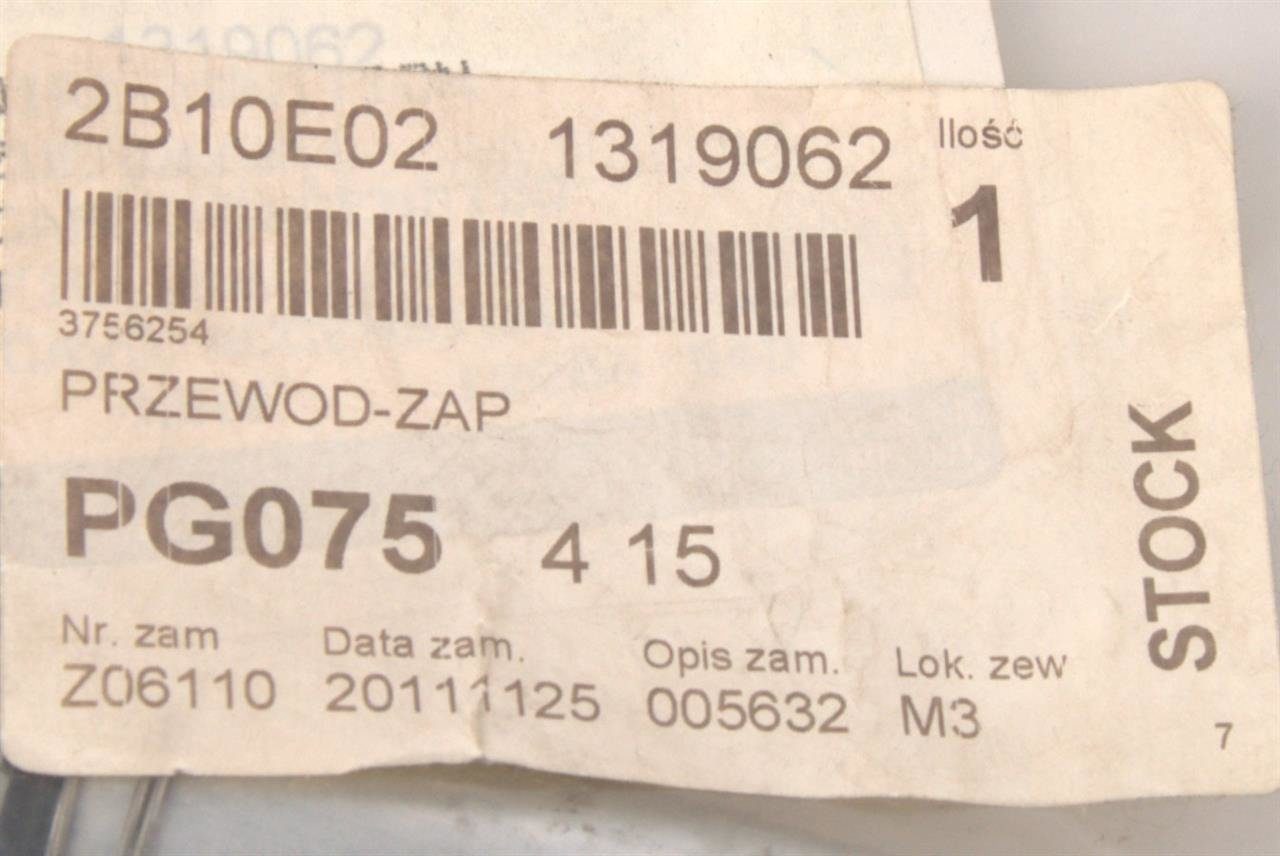 1319062
2B10E02 1319062 Ilość
1
3756254
PRZEWOD-ZAP
PG075 4 15
STOCK
Nr. zam Data zam. Opis zam. Lok. zew
Z06110 20111125 005632 M3
7